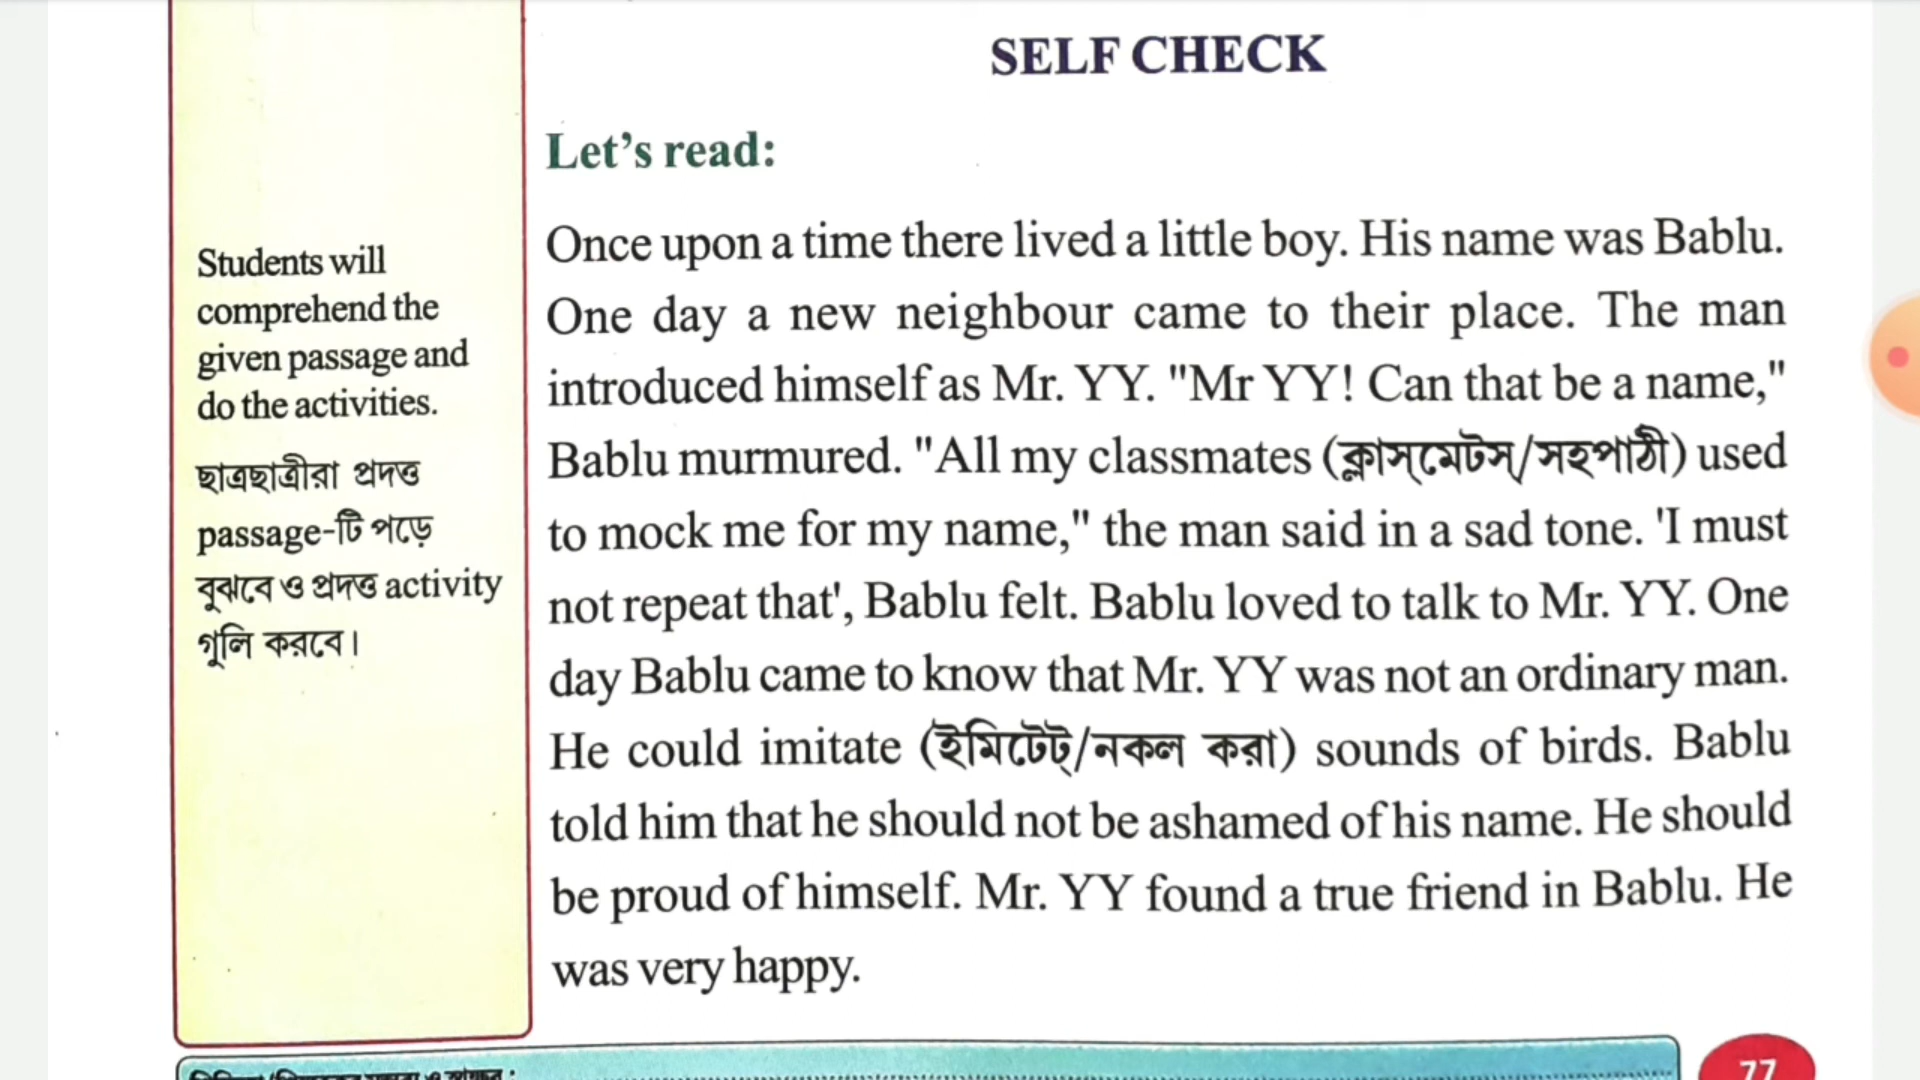 SELF CHECK
Let's read:
Students will
comprehend the
given passage and
do the activities.
ছাত্রছাত্রীরা প্রদত্ত
passage-টি পড়ে
বুঝবে ও প্রদত্ত activity
গুলি করবে।
Once upon a time there lived a little boy. His name was Bablu.
One day a new neighbour came to their place. The man
introduced himself as Mr. YY. "Mr YY! Can that be a name,"
Bablu murmured. "All my classmates (ক্লাস্‌মেটস্/সহপাঠী) used
to mock me for my name," the man said in a sad tone. 'I must
not repeat that', Bablu felt. Bablu loved to talk to Mr. YY. One
day Bablu came to know that Mr. YY was not an ordinary man.
He could imitate (ইমিটেট্/নকল করা) sounds of birds. Bablu
told him that he should not be ashamed of his name. He should
be proud of himself. Mr. YY found a true friend in Bablu. He
was very happy.
77